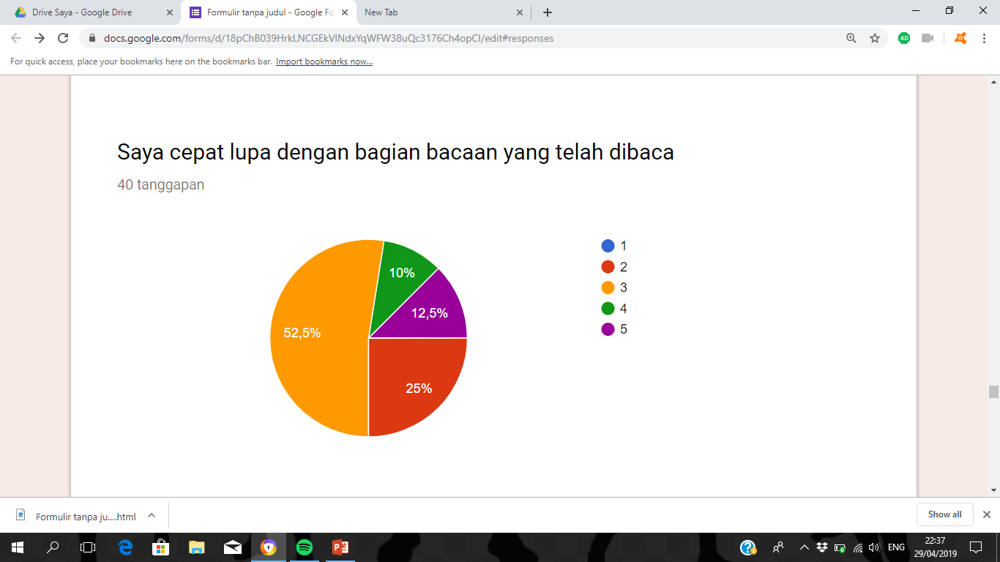 Drive Saya - Google Drive
Formulir tanpa judul - Google Fo
New Tab
docs.google.com/forms/d/18pChB039HrkLNCGEkVlNdxYqWFW38uQc3176Ch4opCI/edit#responses
AD
For quick access, place your bookmarks here on the bookmarks bar. Import bookmarks now...
Saya cepat lupa dengan bagian bacaan yang telah dibaca
40 tanggapan
1
2
3
4
5
10%
12,5%
52,5%
25%
Formulir tanpa ju....html
Show all
ENG
22:37
29/04/2019